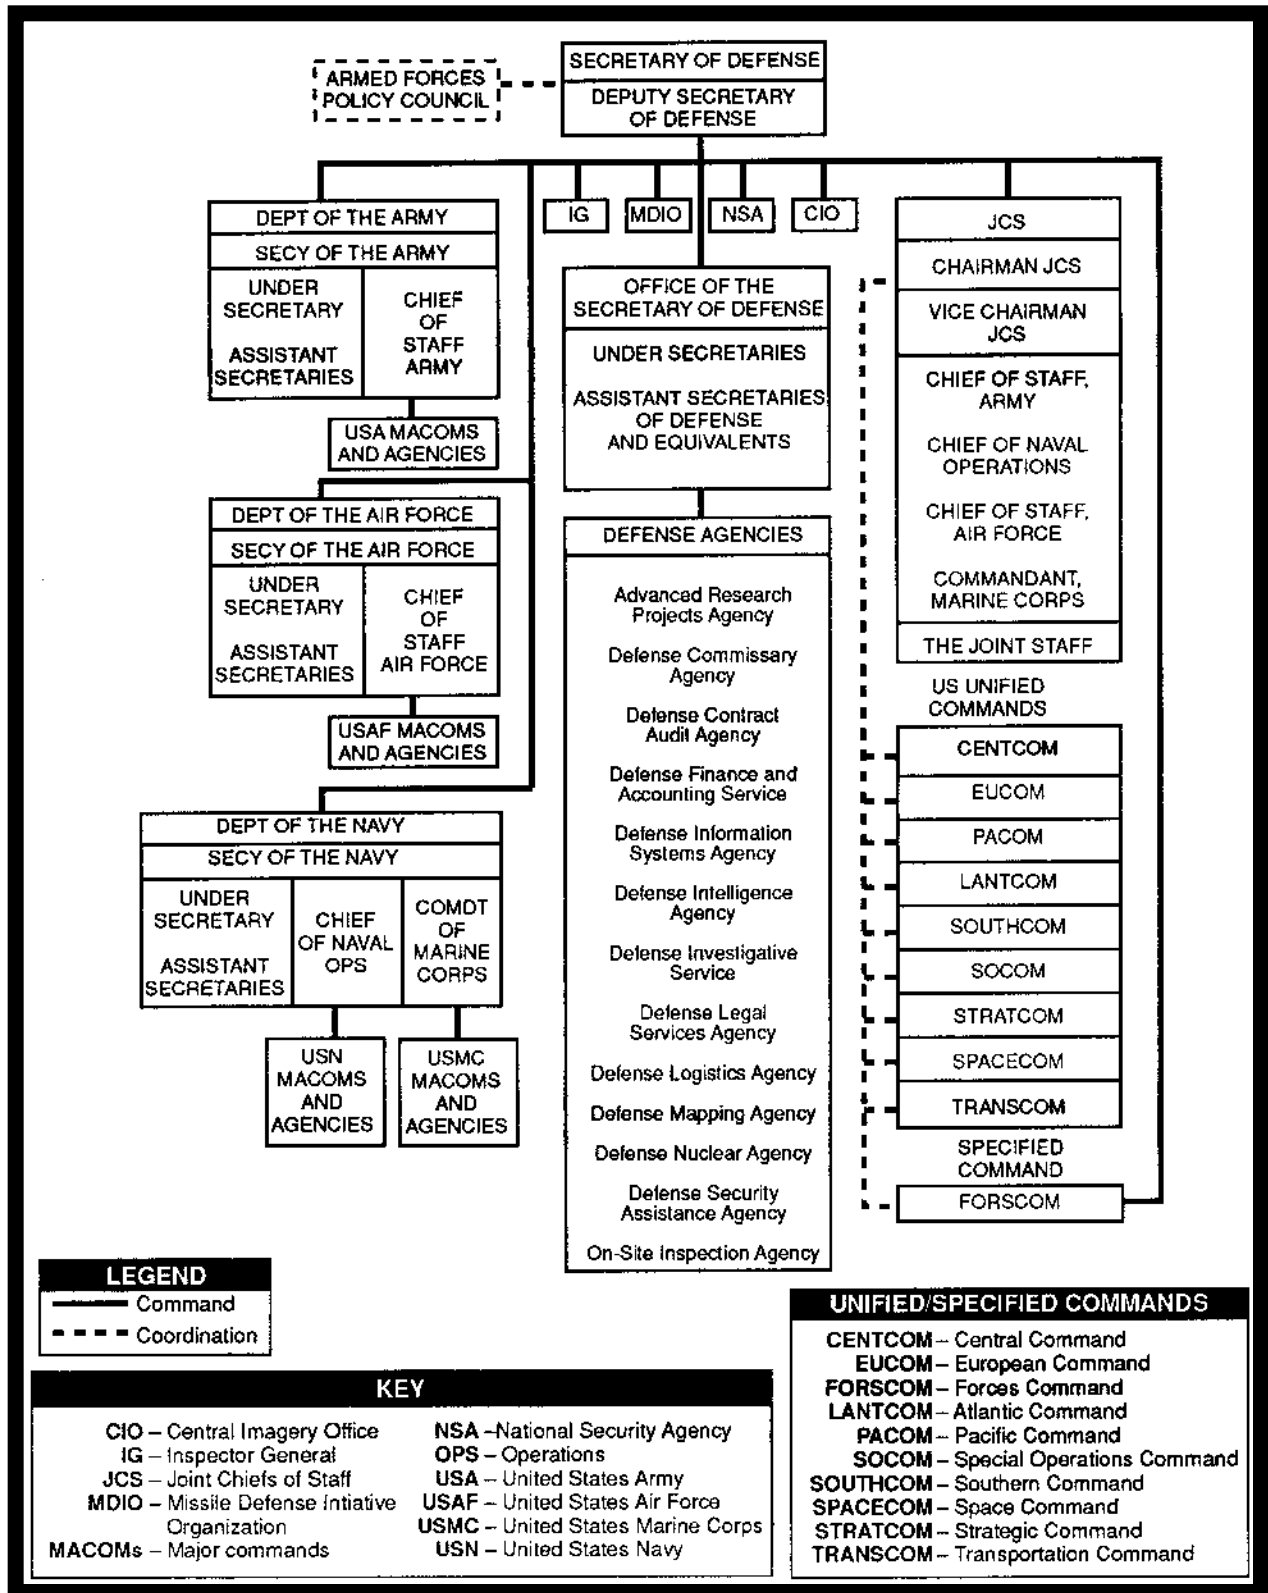 SECRETARY OF DEFENSE
DEPUTY SECRETARY
OF DEFENSE
ARMED FORCES
POLICY COUNCIL
DEPT OF THE ARMY
SECY OF THE ARMY
UNDER
SECRETARY
ASSISTANT
SECRETARIES
CHIEF
OF
STAFF
ARMY
USA MACOMS
AND AGENCIES
DEPT OF THE AIR FORCE
SECY OF THE AIR FORCE
UNDER
SECRETARY
ASSISTANT
SECRETARIES
CHIEF
OF
STAFF
AIR FORCE
USAF MACOMS
AND AGENCIES
DEPT OF THE NAVY
SECY OF THE NAVY
UNDER
SECRETARY
ASSISTANT
SECRETARIES
CHIEF
OF NAVAL
OPS
COMDT
OF
MARINE
CORPS
USN
MACOMS
AND
AGENCIES
USMC
MACOMS
AND
AGENCIES
IG
MDIO
NSA
CIO
OFFICE OF THE
SECRETARY OF DEFENSE
UNDER SECRETARIES
ASSISTANT SECRETARIES
OF DEFENSE
AND EQUIVALENTS
DEFENSE AGENCIES
Advanced Research
Projects Agency
Defense Commissary
Agency
Defense Contract
Audit Agency
Defense Finance and
Accounting Service
Defense Information
Systems Agency
Defense Intelligence
Agency
Defense Investigative
Service
Defense Legal
Services Agency
Defense Logistics Agency
Defense Mapping Agency
Defense Nuclear Agency
Defense Security
Assistance Agency
On-Site Inspection Agency
JCS
CHAIRMAN JCS
VICE CHAIRMAN
JCS
CHIEF OF STAFF,
ARMY
CHIEF OF NAVAL
OPERATIONS
CHIEF OF STAFF,
AIR FORCE
COMMANDANT,
MARINE CORPS
THE JOINT STAFF
US UNIFIED
COMMANDS
CENTCOM
EUCOM
PACOM
LANTCOM
SOUTHCOM
SOCOM
STRATCOM
SPACECOM
TRANSCOM
SPECIFIED
COMMAND
FORSCOM
LEGEND
Command
Coordination
KEY
CIO – Central Imagery Office
IG – Inspector General
JCS – Joint Chiefs of Staff
MDIO – Missile Defense Intiative
Organization
MACOMs – Major commands
NSA –National Security Agency
OPS – Operations
USA – United States Army
USAF – United States Air Force
USMC – United States Marine Corps
USN – United States Navy
UNIFIED/SPECIFIED COMMANDS
CENTCOM – Central Command
EUCOM – European Command
FORSCOM – Forces Command
LANTCOM – Atlantic Command
PACOM – Pacific Command
SOCOM – Special Operations Command
SOUTHCOM – Southern Command
SPACECOM – Space Command
STRATCOM – Strategic Command
TRANSCOM – Transportation Command